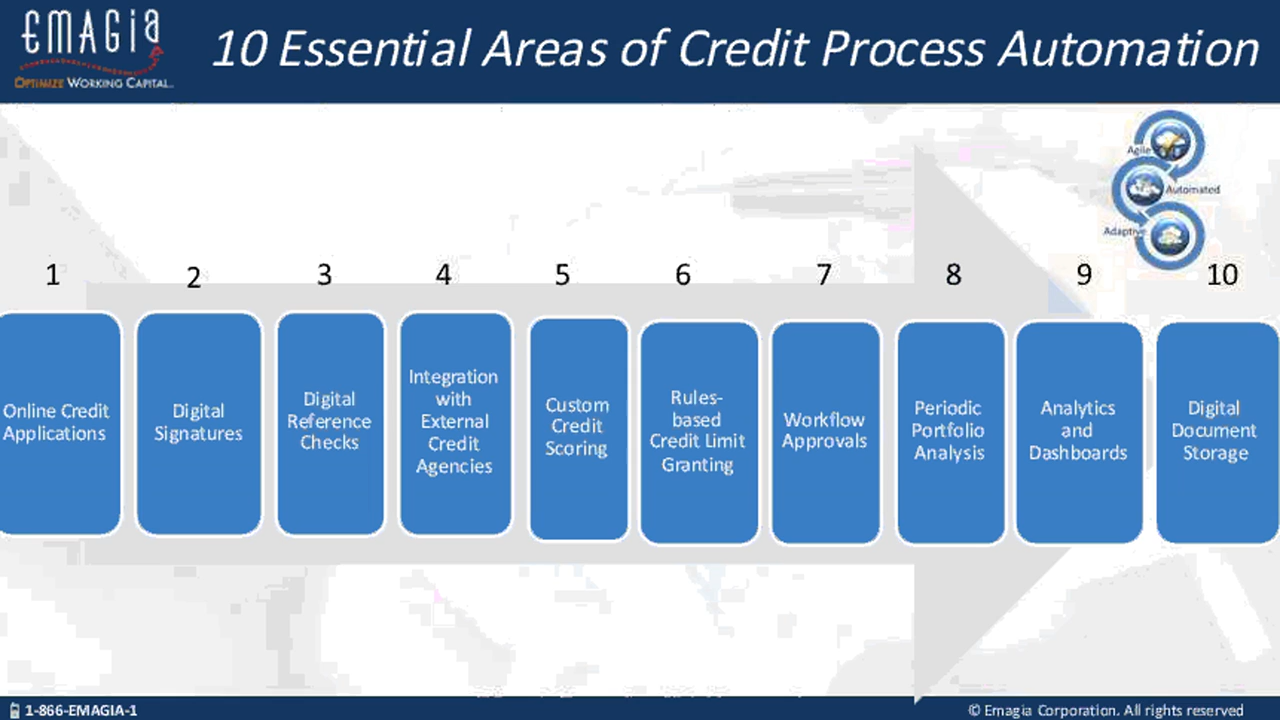 EMAGIA
OPTIMIZE WORKING CAPITAL
10 Essential Areas of Credit Process Automation
Agile
Automated
Adaptive
1
2
3
4
5
6
7
8
9
10
Online Credit
Applications
Digital
Signatures
Digital
Reference
Checks
Integration
with
External
Credit
Agencies
Custom
Credit
Scoring
Rules-
based
Credit Limit
Granting
Workflow
Approvals
Periodic
Portfolio
Analysis
Analytics
and
Dashboards
Digital
Document
Storage
1-866-EMAGIA-1
© Emagia Corporation. All rights reserved